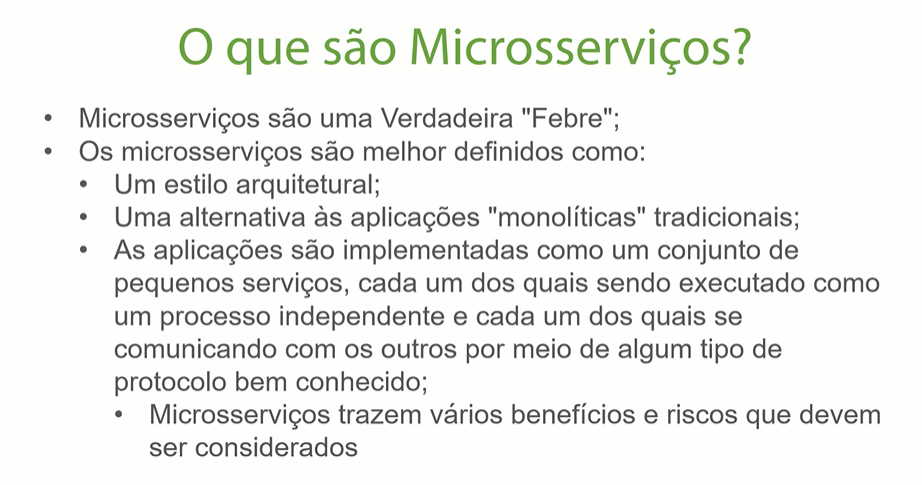 O que são Microsserviços?
• Microsserviços são uma Verdadeira "Febre";
• Os microsserviços são melhor definidos como:
• Um estilo arquitetural;
• Uma alternativa às aplicações "monolíticas" tradicionais;
• As aplicações são implementadas como um conjunto de
pequenos serviços, cada um dos quais sendo executado como
um processo independente e cada um dos quais se
comunicando com os outros por meio de algum tipo de
protocolo bem conhecido;
• Microsserviços trazem vários benefícios e riscos que devem
ser considerados